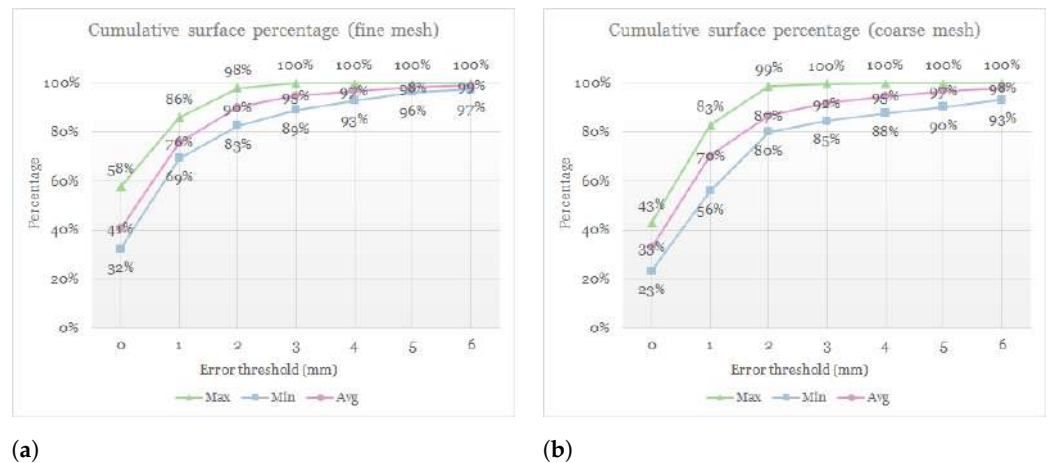 Cumulative surface percentage (fine mesh)
98% 100% 100% 100% 100%
100%
86%
90% 95% 97% 98% 99%
80%
76%
83% 89% 93% 96% 97%
58%
69%
60%
Percentage
41%
40%
32%
20%
0%
0 1 2 3 4 5 6
Error threshold (mm)
Max Min Avg
(a)
Cumulative surface percentage (coarse mesh)
99% 100% 100% 100% 100%
100%
83%
87% 92% 95% 97% 98%
80%
70%
80% 85% 88% 90% 93%
60%
56%
Percentage
43%
40%
33%
23%
20%
0%
0 1 2 3 4 5 6
Error threshold (mm)
Max Min Avg
(b)